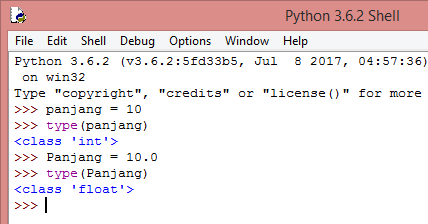 Python 3.6.2 Shell
File Edit Shell Debug Options Window Help
Python 3.6.2 (v3.6.2:5fd33b5, Jul  8 2017, 04:57:36)
 on win32
Type "copyright", "credits" or "license()" for more
>>> panjang = 10
>>> type(panjang)
<class 'int'>
>>> Panjang = 10.0
>>> type(Panjang)
<class 'float'>
>>>